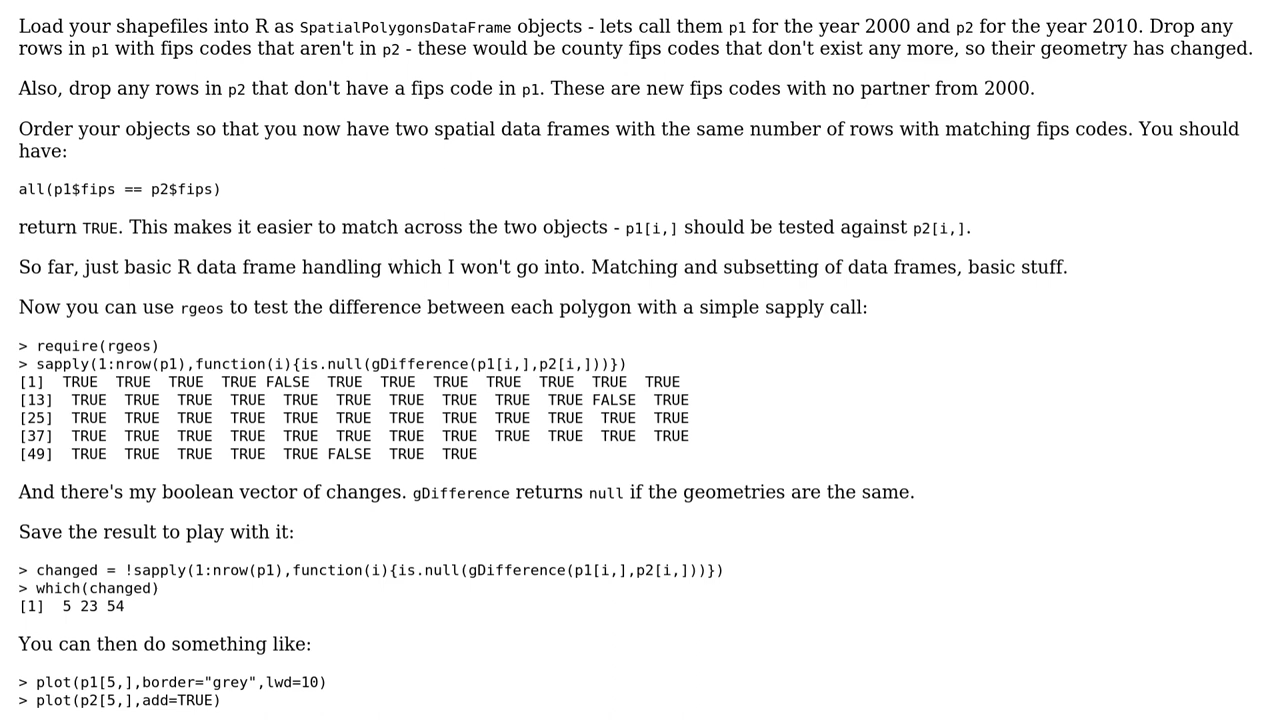 Load your shapefiles into R as SpatialPolygonsDataFrame objects - lets call them p1 for the year 2000 and p2 for the year 2010. Drop any
rows in p1 with fips codes that aren't in p2 - these would be county fips codes that don't exist any more, so their geometry has changed.
Also, drop any rows in p2 that don't have a fips code in p1. These are new fips codes with no partner from 2000.
Order your objects so that you now have two spatial data frames with the same number of rows with matching fips codes. You should
have:
all(p1$fips == p2$fips)
return TRUE. This makes it easier to match across the two objects - p1[i,] should be tested against p2[i,].
So far, just basic R data frame handling which I won't go into. Matching and subsetting of data frames, basic stuff.
Now you can use rgeos to test the difference between each polygon with a simple sapply call:
> require(rgeos)
> sapply(1:nrow(p1),function(i){is.null(gDifference(p1[i,],p2[i,]))})
[1]  TRUE  TRUE  TRUE  TRUE FALSE  TRUE  TRUE  TRUE  TRUE  TRUE  TRUE  TRUE
[13]  TRUE  TRUE  TRUE  TRUE  TRUE  TRUE  TRUE  TRUE  TRUE  TRUE FALSE  TRUE
[25]  TRUE  TRUE  TRUE  TRUE  TRUE  TRUE  TRUE  TRUE  TRUE  TRUE  TRUE  TRUE
[37]  TRUE  TRUE  TRUE  TRUE  TRUE  TRUE  TRUE  TRUE  TRUE  TRUE  TRUE  TRUE
[49]  TRUE  TRUE  TRUE  TRUE  TRUE FALSE  TRUE  TRUE
And there's my boolean vector of changes. gDifference returns null if the geometries are the same.
Save the result to play with it:
> changed = !sapply(1:nrow(p1),function(i){is.null(gDifference(p1[i,],p2[i,]))})
> which(changed)
[1]  5 23 54
You can then do something like:
> plot(p1[5,],border="grey",lwd=10)
> plot(p2[5,],add=TRUE)